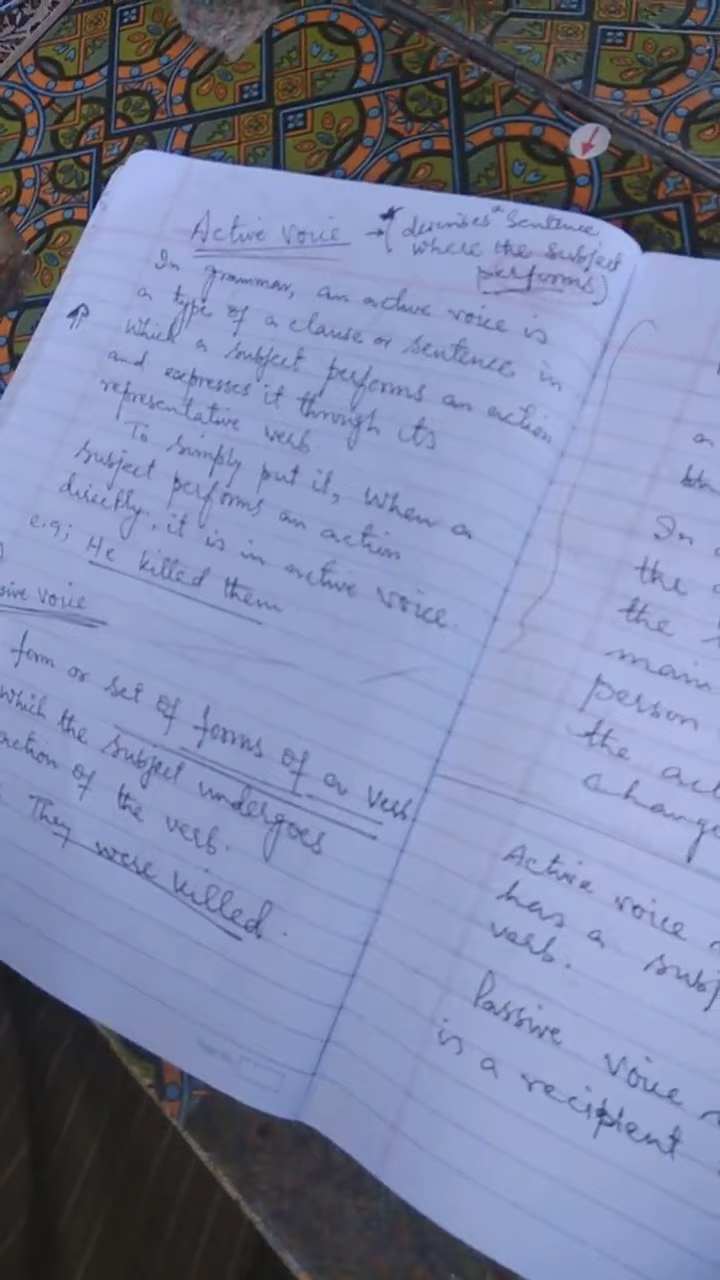 Active voice → ( * " Sentence
where the subject
performs)
In grammar, an active voice is
a type of a clause or sentence in
which a subject performs an action
and expresses it through its
representative verb
To simply put it, when a
subject performs an action
directly, it is in active voice.
e.g; He killed them
sive voice
form or set of forms of a verb
which the subject undergoes
action of the verb.
They were killed.
In
the
the
main
person
the act
change
Active voice
has a subj
verb.
Passive voice
is a recipient